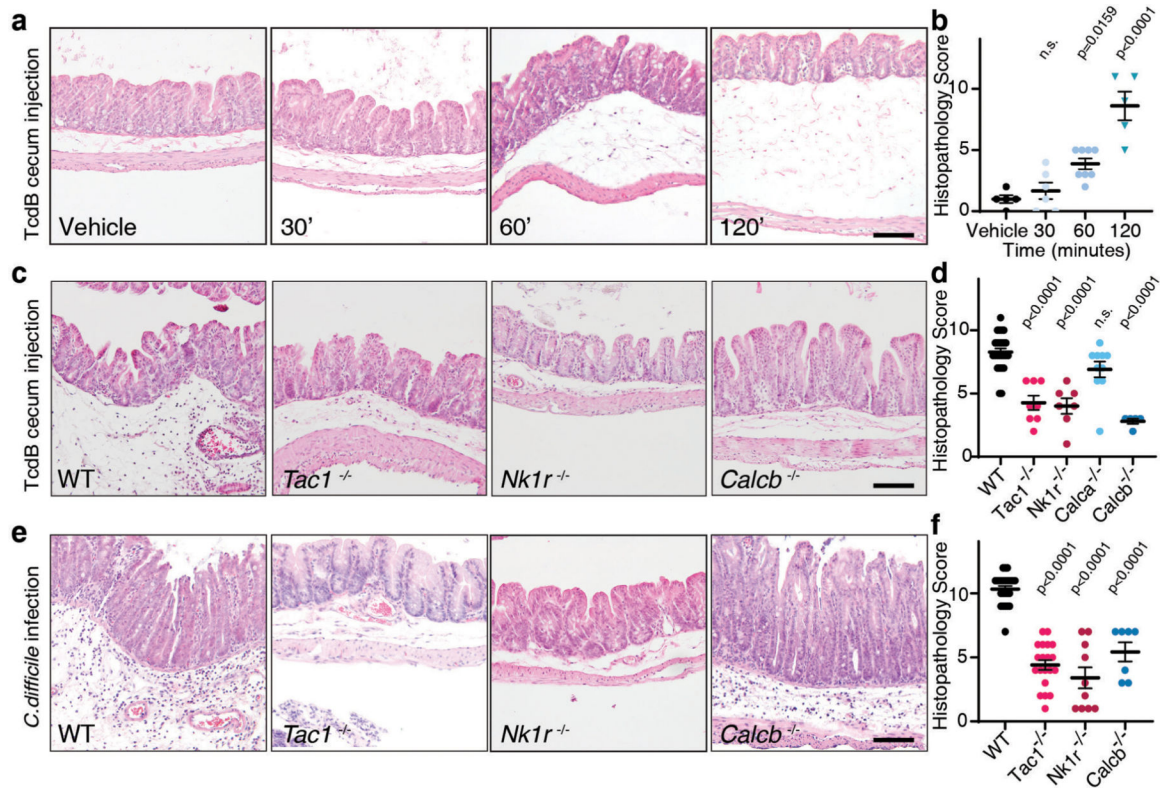 a
TcdB cecum injection
Vehicle
30'
60'
120'
b
Histopathology Score
10
5
0
n.s.
p=0.0159
p<0.0001
Vehicle 30 60 120
Time (minutes)
c
TcdB cecum injection
WT
Tac1 -/-
Nk1r -/-
Calcb -/-
d
Histopathology Score
10
5
0
p<0.0001
p<0.0001
n.s.
p<0.0001
WT
Tac1-/-
Nk1r-/-
Calca-/-
Calcb-/-
e
C.difficile infection
WT
Tac1 -/-
Nk1r -/-
Calcb -/-
f
Histopathology Score
10
5
0
p<0.0001
p<0.0001
p<0.0001
WT
Tac1-/-
Nk1r-/-
Calcb-/-